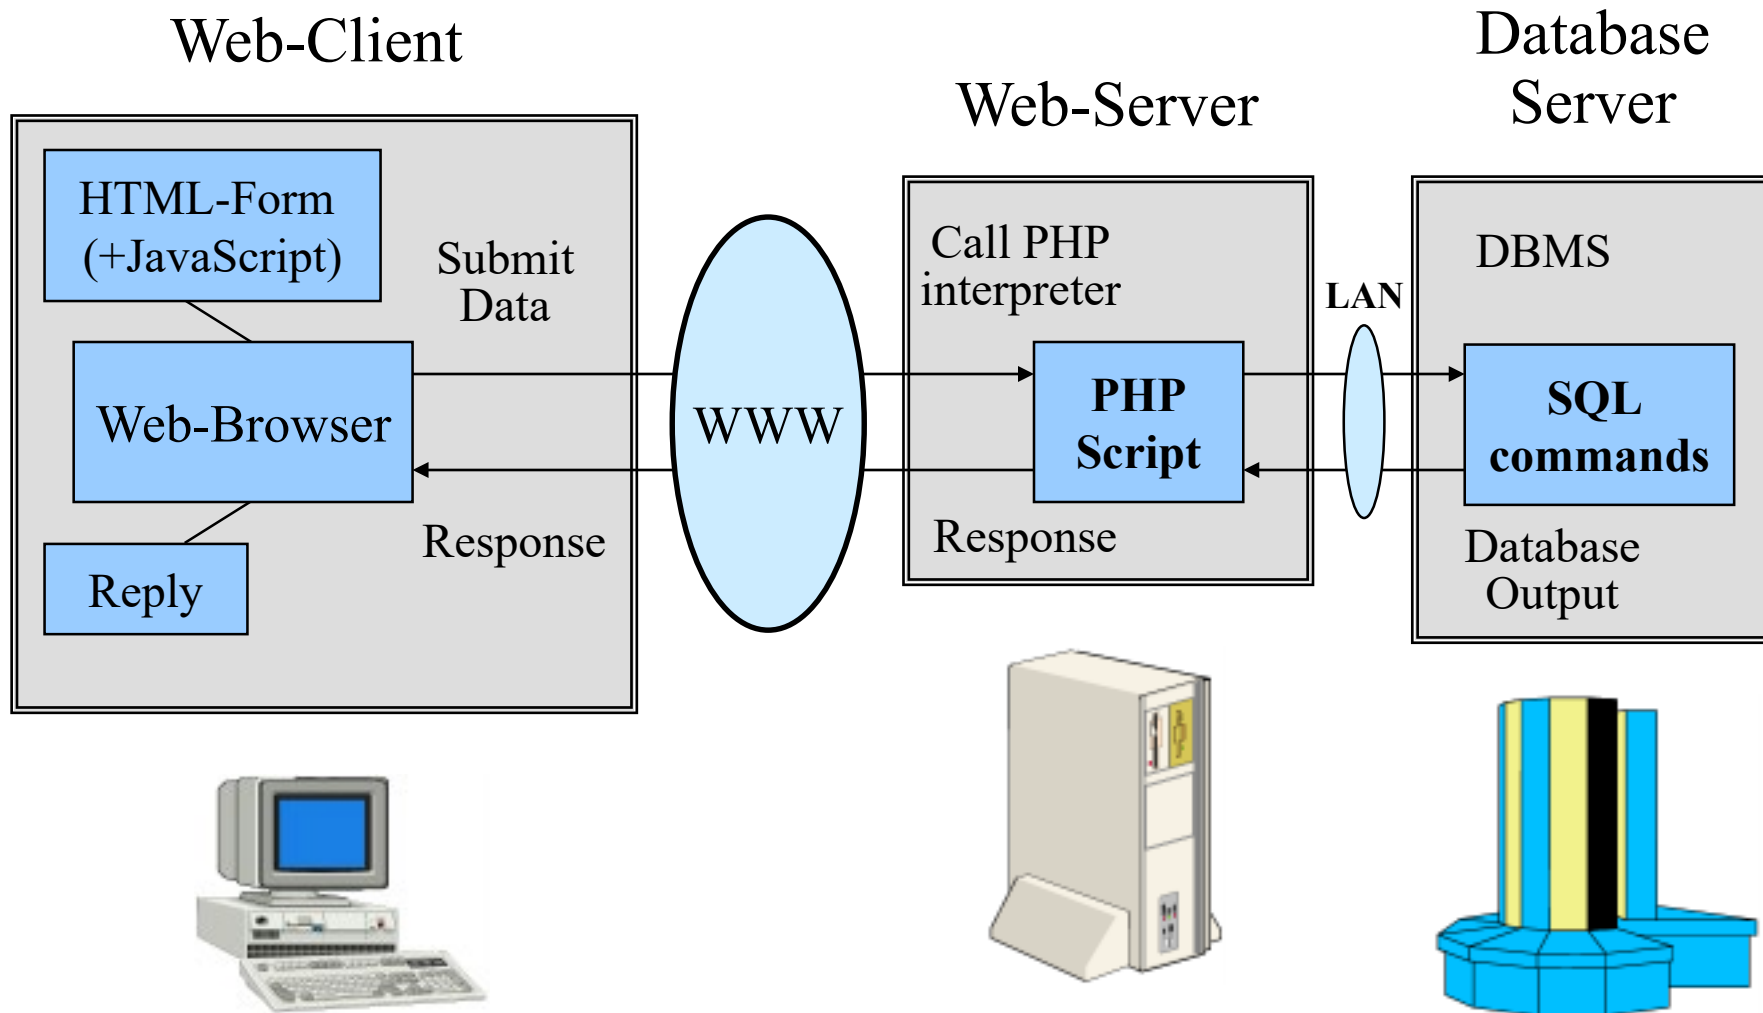 Web-Client
HTML-Form
(+JavaScript)
Submit
Data
Web-Browser
Response
Reply
WWW
Web-Server
Call PHP
interpreter
PHP
Script
Response
LAN
Database
Server
DBMS
SQL
commands
Database
Output